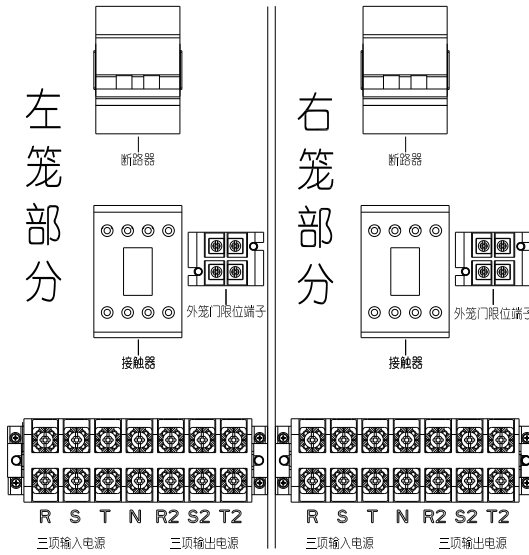 左笼部分
断路器
外笼门限位端子
接触器
R S T N R2 S2 T2
三项输入电源 三项输出电源
右笼部分
断路器
外笼门限位端子
接触器
R S T N R2 S2 T2
三项输入电源 三项输出电源